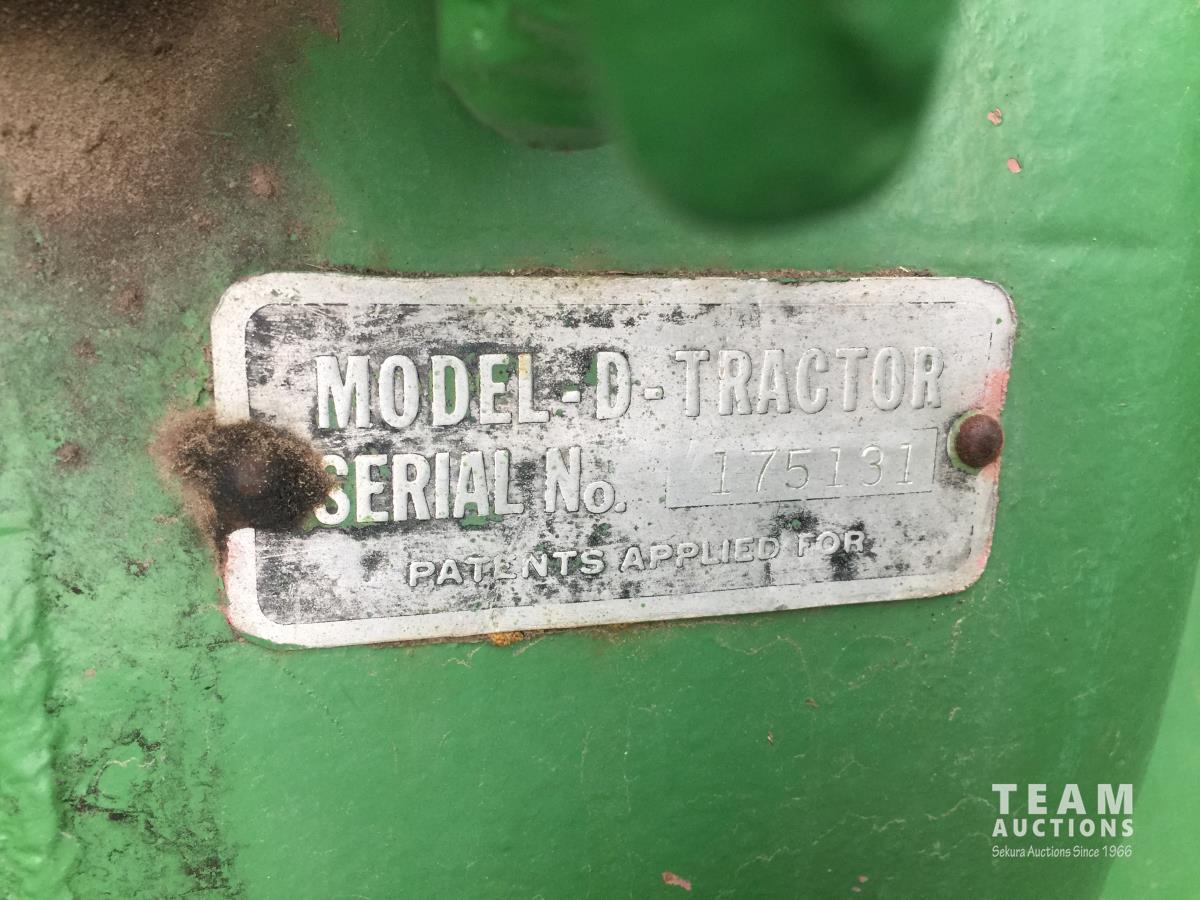 MODEL-D-TRACTOR
SERIAL No. 175131
PATENTS APPLIED FOR
TEAM
AUCTIONS
Sekura Auctions Since 1966